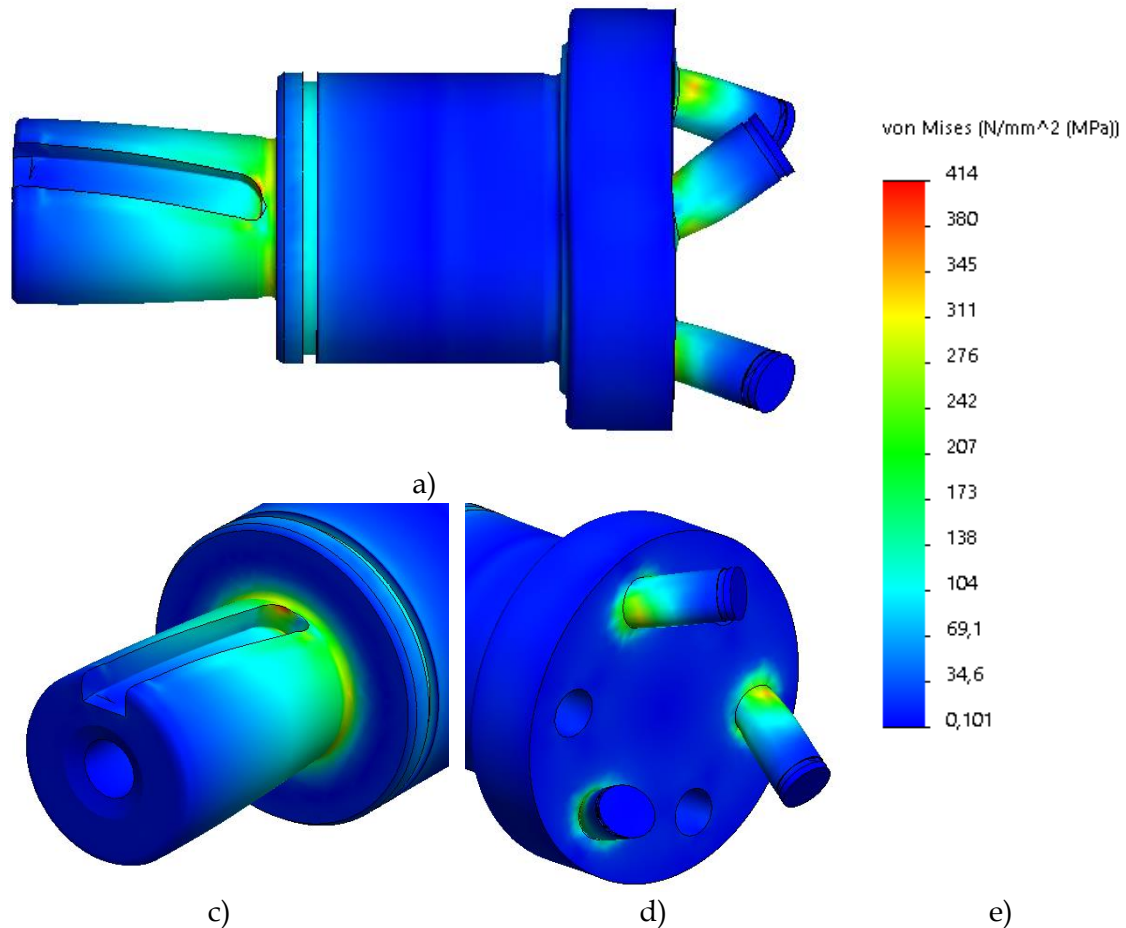 von Mises (N/mm^2 (MPa))
414
380
345
311
276
242
207
173
138
104
69,1
34,6
0,101
a)
c)
d)
e)